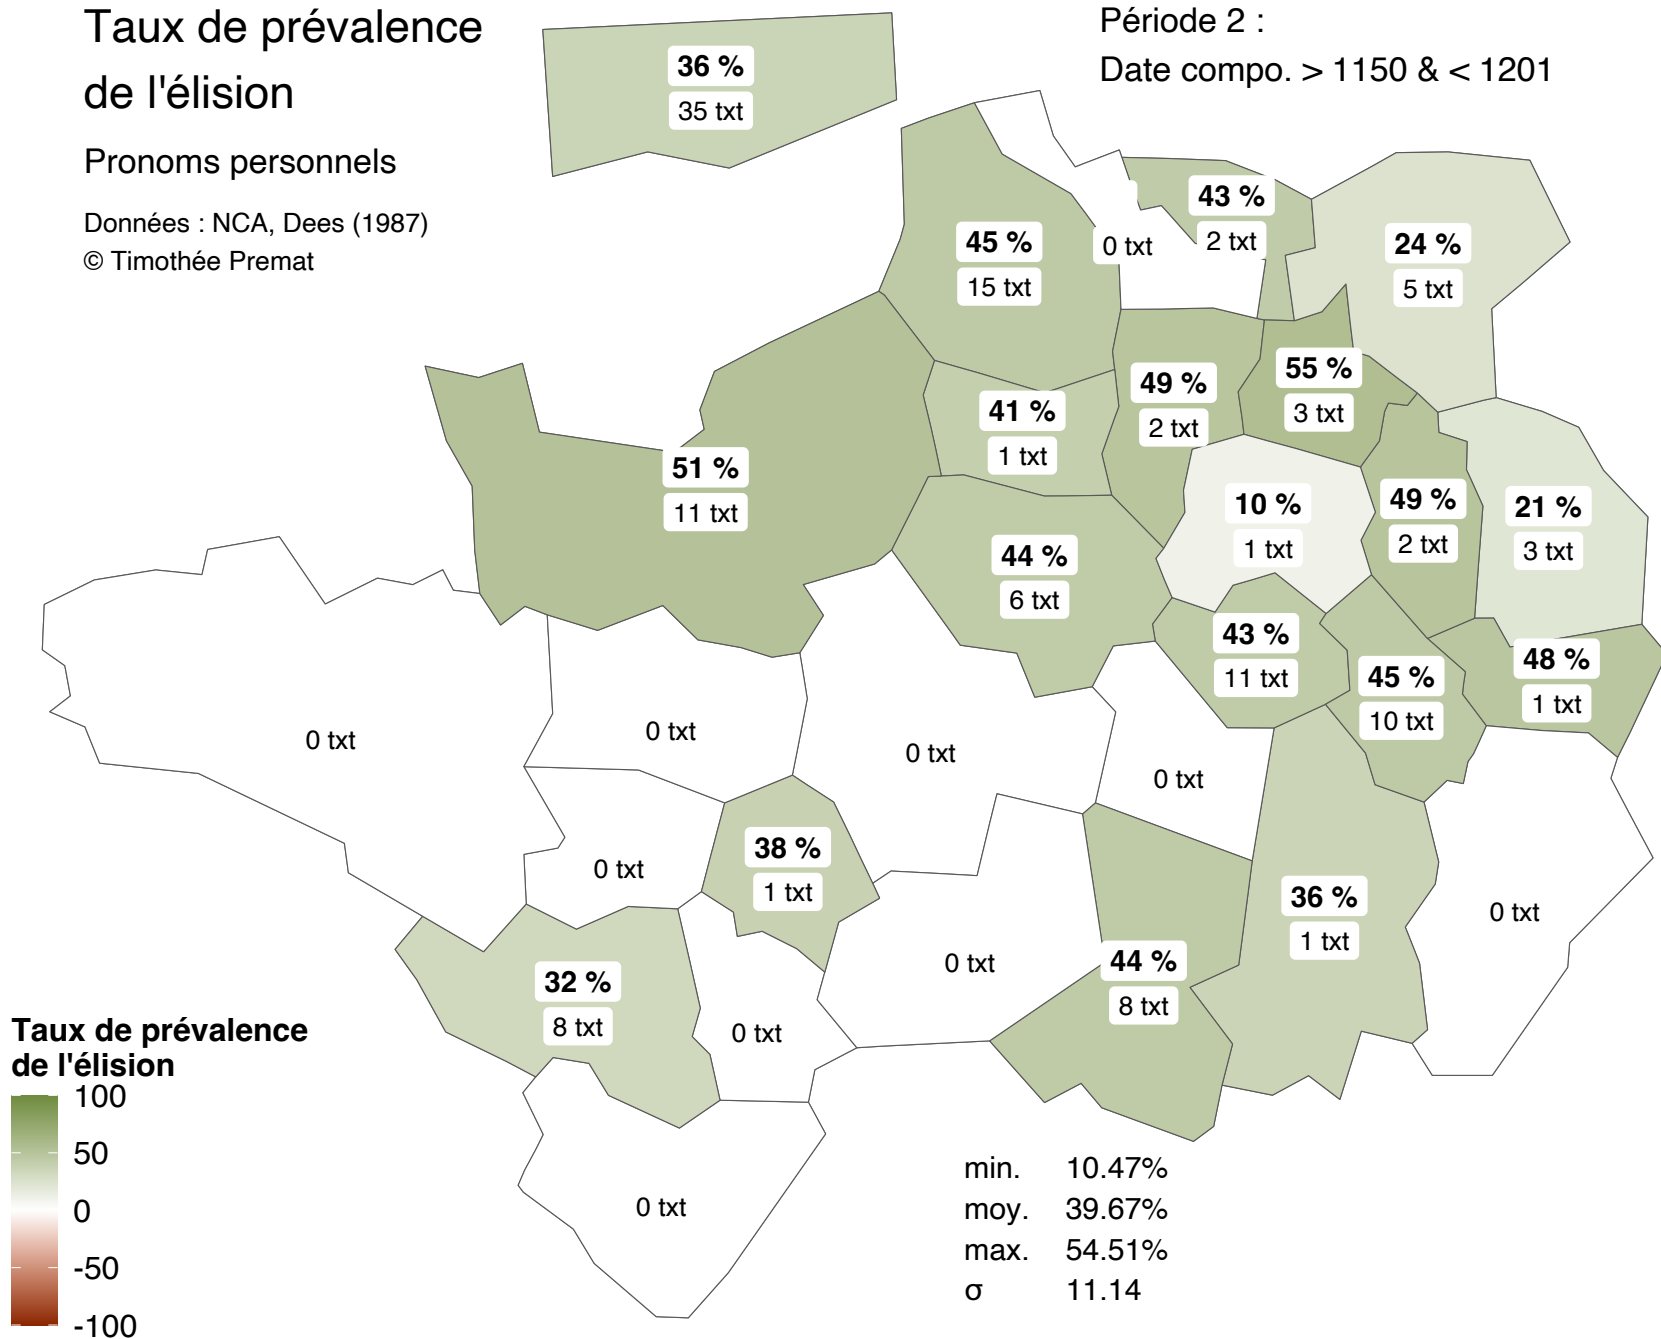 Taux de prévalence
de l'élision
Pronoms personnels
Données : NCA, Dees (1987)
© Timothée Premat
Période 2 :
Date compo. > 1150 & < 1201
36 %
35 txt
43 %
2 txt
45 %
15 txt
0 txt
24 %
5 txt
55 %
3 txt
49 %
2 txt
41 %
1 txt
51 %
11 txt
10 %
1 txt
49 %
2 txt
21 %
3 txt
44 %
6 txt
43 %
11 txt
45 %
10 txt
48 %
1 txt
0 txt
0 txt
0 txt
0 txt
0 txt
38 %
1 txt
36 %
1 txt
0 txt
32 %
8 txt
0 txt
0 txt
44 %
8 txt
0 txt
Taux de prévalence
de l'élision
100
50
0
-50
-100
min. 10.47%
moy. 39.67%
max. 54.51%
σ 11.14